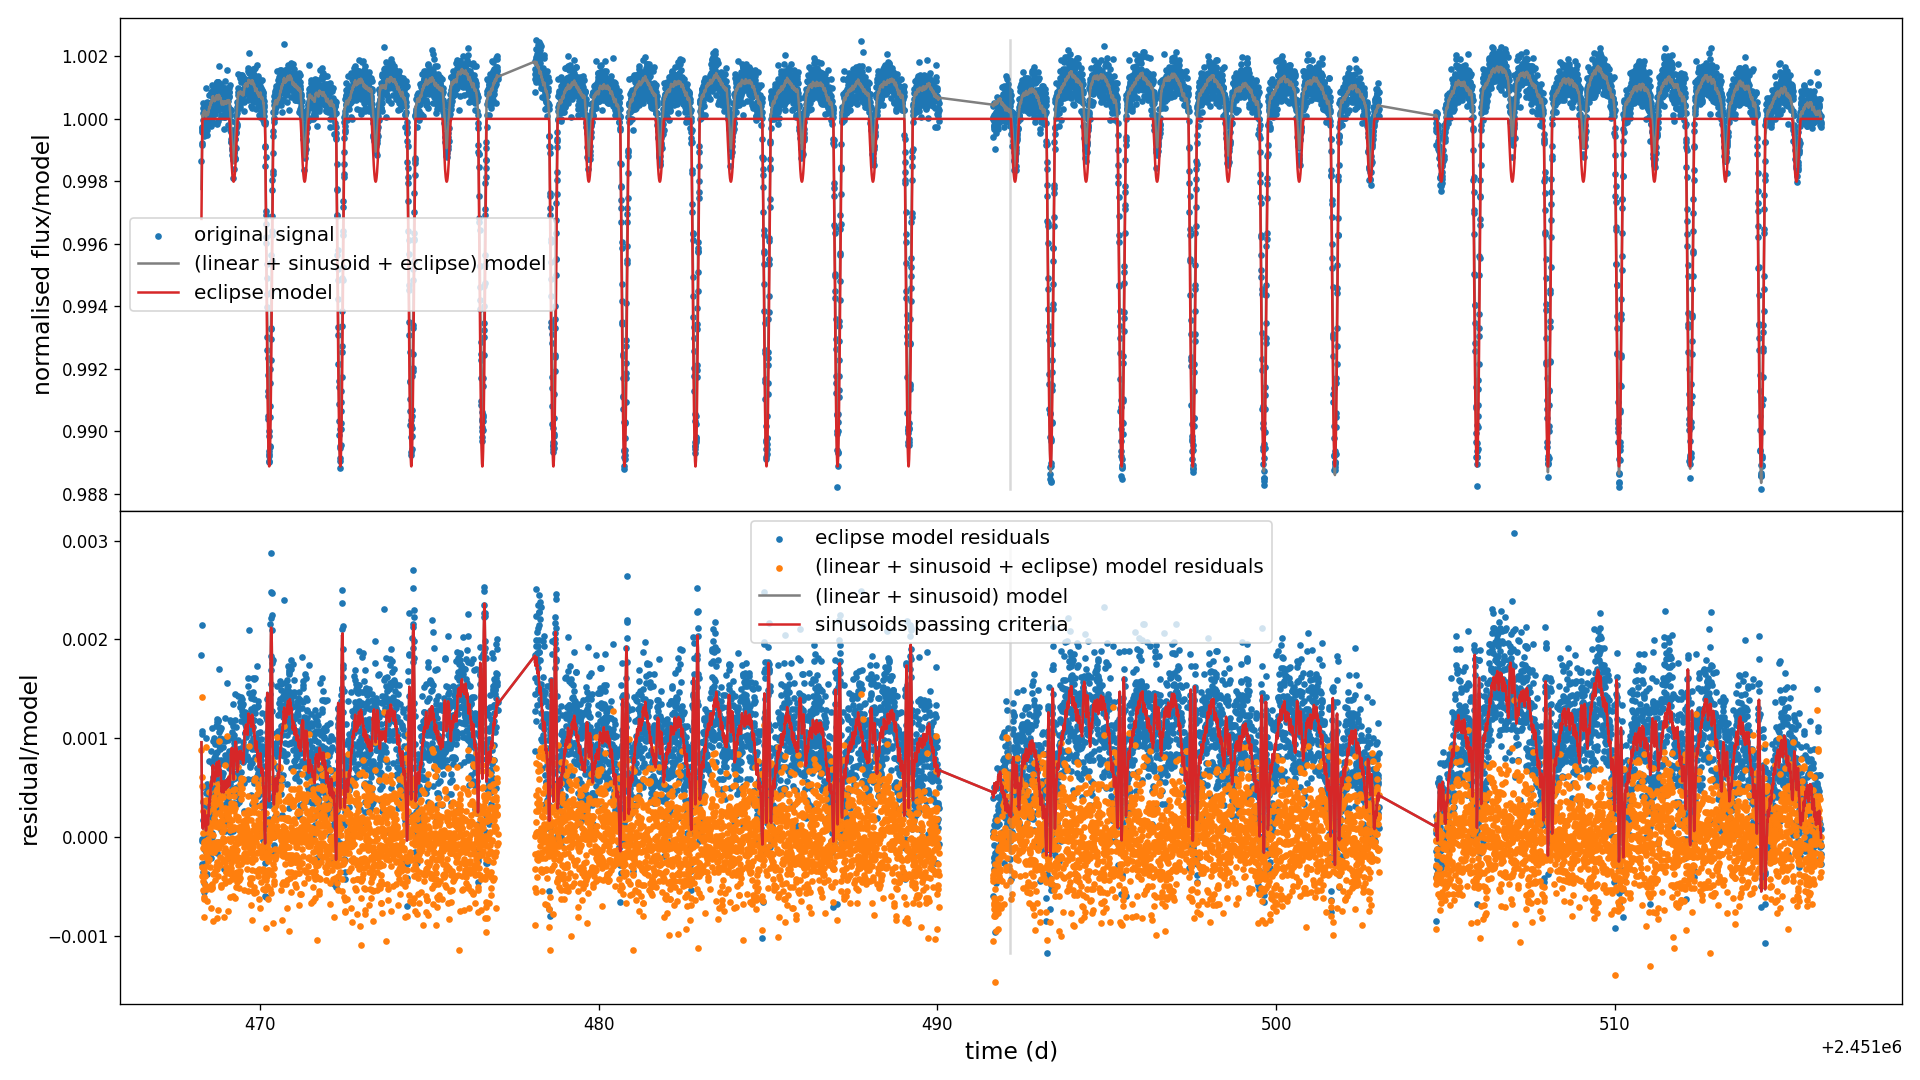 normalised flux/model
1.002
1.000
0.998
0.996
0.994
0.992
0.990
0.988
original signal
(linear + sinusoid + eclipse) model
eclipse model
residual/model
0.003
0.002
0.001
0.000
−0.001
eclipse model residuals
(linear + sinusoid + eclipse) model residuals
(linear + sinusoid) model
sinusoids passing criteria
470
480
490
500
510
time (d)
+2.451e6